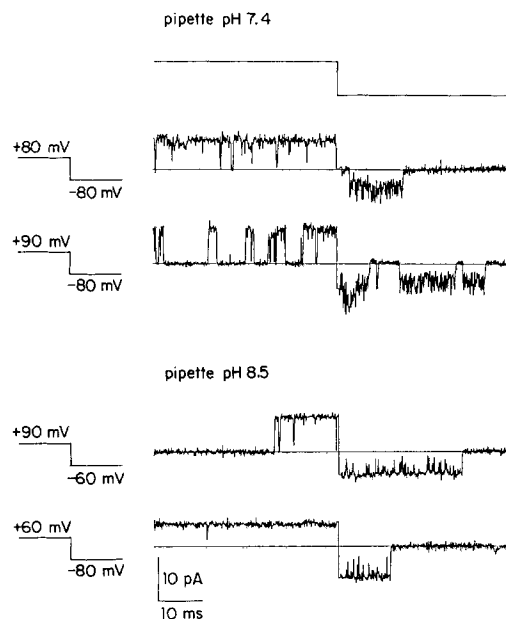 pipette pH 7.4
+80 mV
-80 mV
+90 mV
-80 mV
pipette pH 8.5
+90 mV
-60 mV
+60 mV
-80 mV
10 pA
10 ms